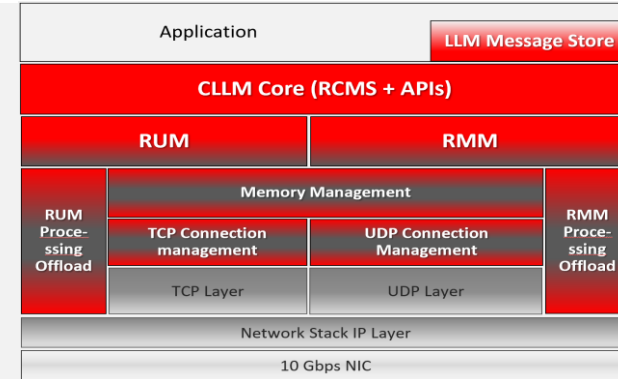 Application
LLM Message Store
CLLM Core (RCMS + APIs)
RUM
RMM
RUM
Proce-
ssing
Offload
Memory Management
TCP Connection
management
UDP Connection
Management
TCP Layer
UDP Layer
RMM
Proce-
ssing
Offload
Network Stack IP Layer
10 Gbps NIC